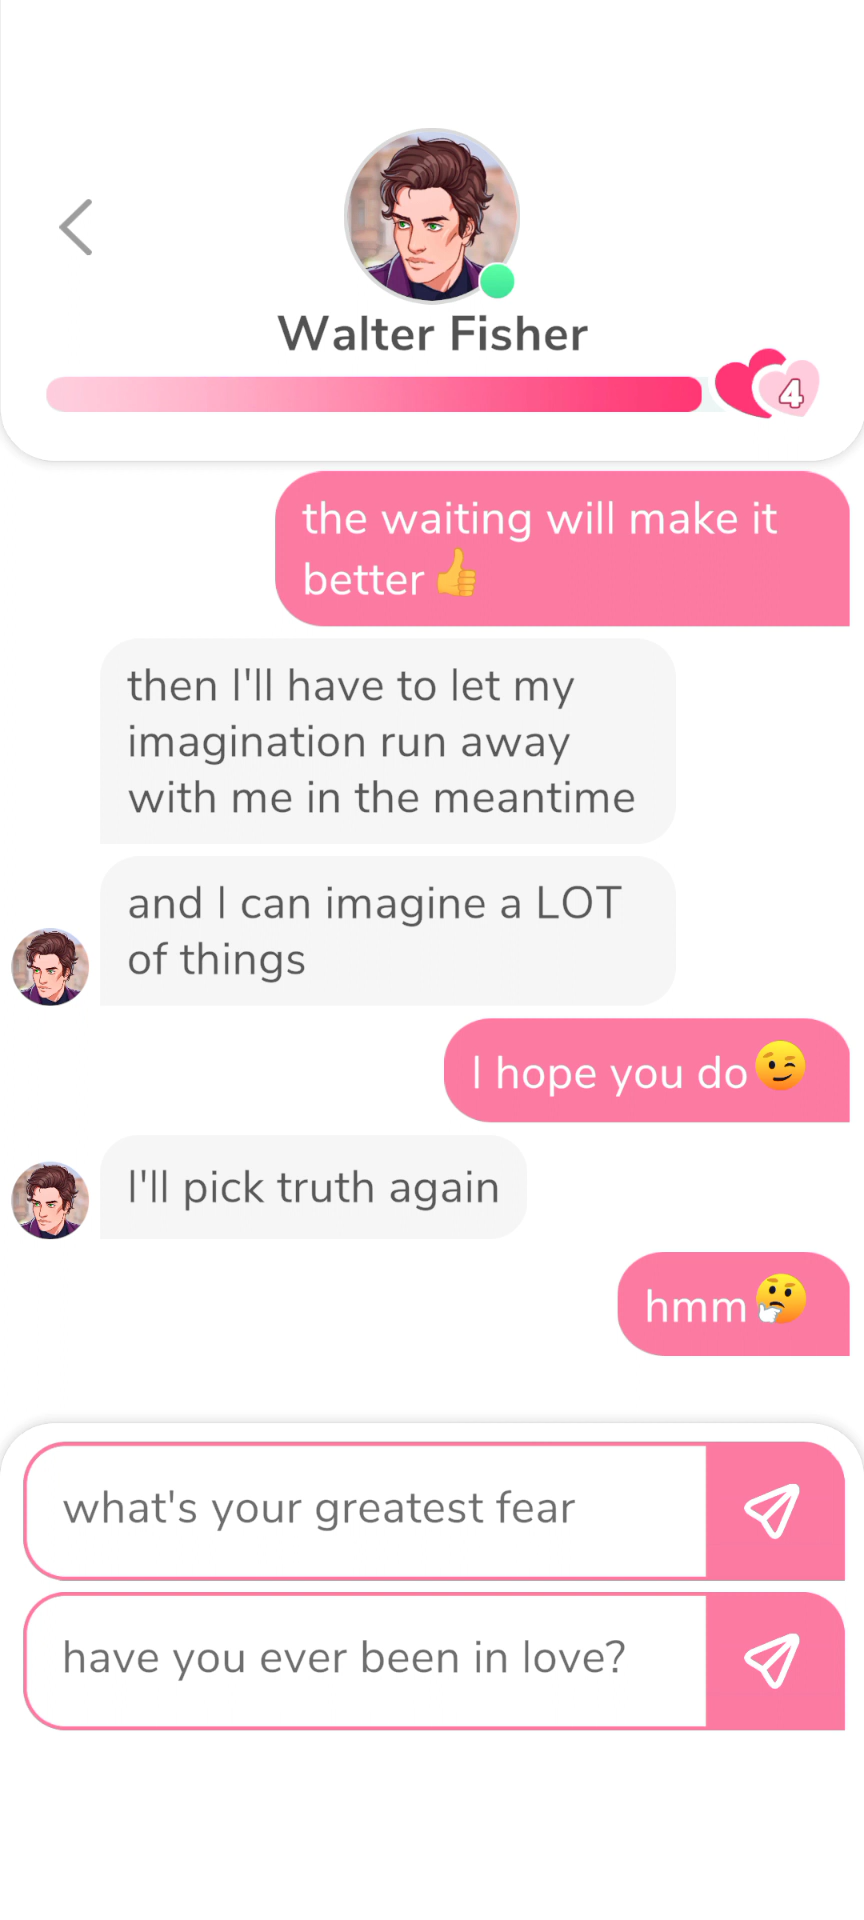 Walter Fisher
4
the waiting will make it
better 👍
then I'll have to let my
imagination run away
with me in the meantime
and I can imagine a LOT
of things
I hope you do 😉
I'll pick truth again
hmm 🤔
what's your greatest fear
have you ever been in love?